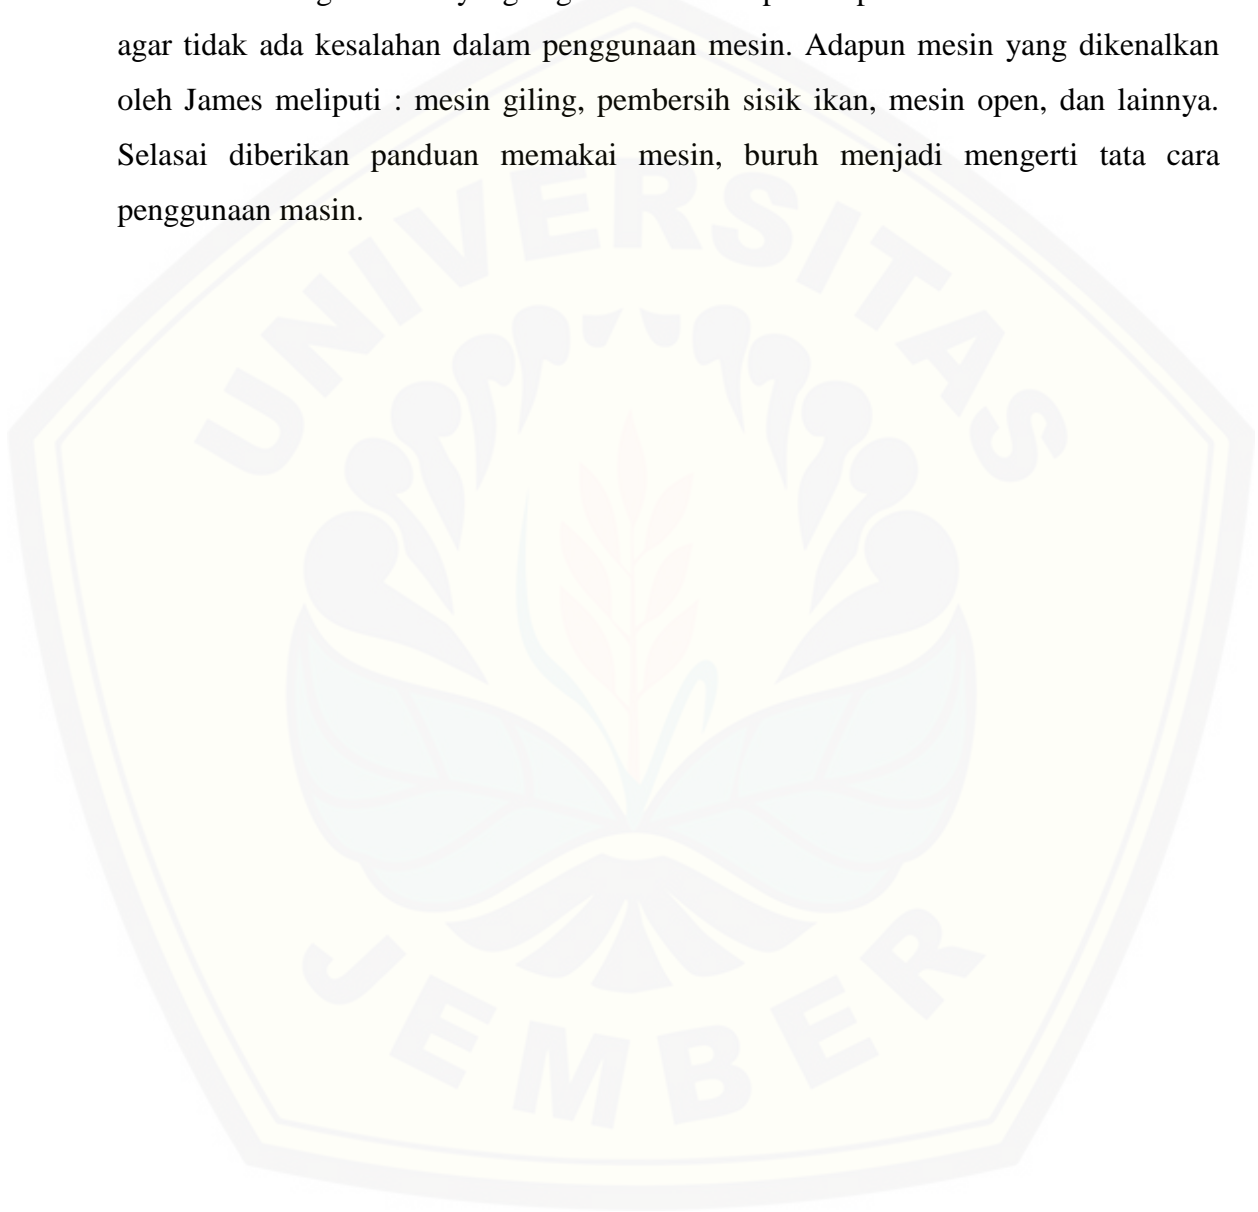 agar tidak ada kesalahan dalam penggunaan mesin. Adapun mesin yang dikenalkan
oleh James meliputi : mesin giling, pembersih sisik ikan, mesin open, dan lainnya.
Selasai diberikan panduan memakai mesin, buruh menjadi mengerti tata cara
penggunaan masin.
UNIVERSITAS
JEMBER